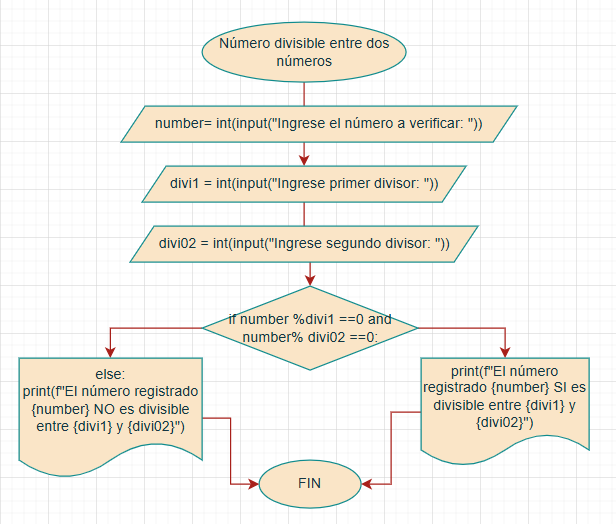 Número divisible entre dos
números
number= int(input("Ingrese el número a verificar: "))
divi1 = int(input("Ingrese primer divisor: "))
divi02 = int(input("Ingrese segundo divisor: "))
if number %divi1 ==0 and
number% divi02 ==0:
else:
print(f"El número registrado
{number} NO es divisible
entre {divi1} y {divi02}")
print(f"El número
registrado {number} SI es
divisible entre {divi1} y
{divi02}")
FIN